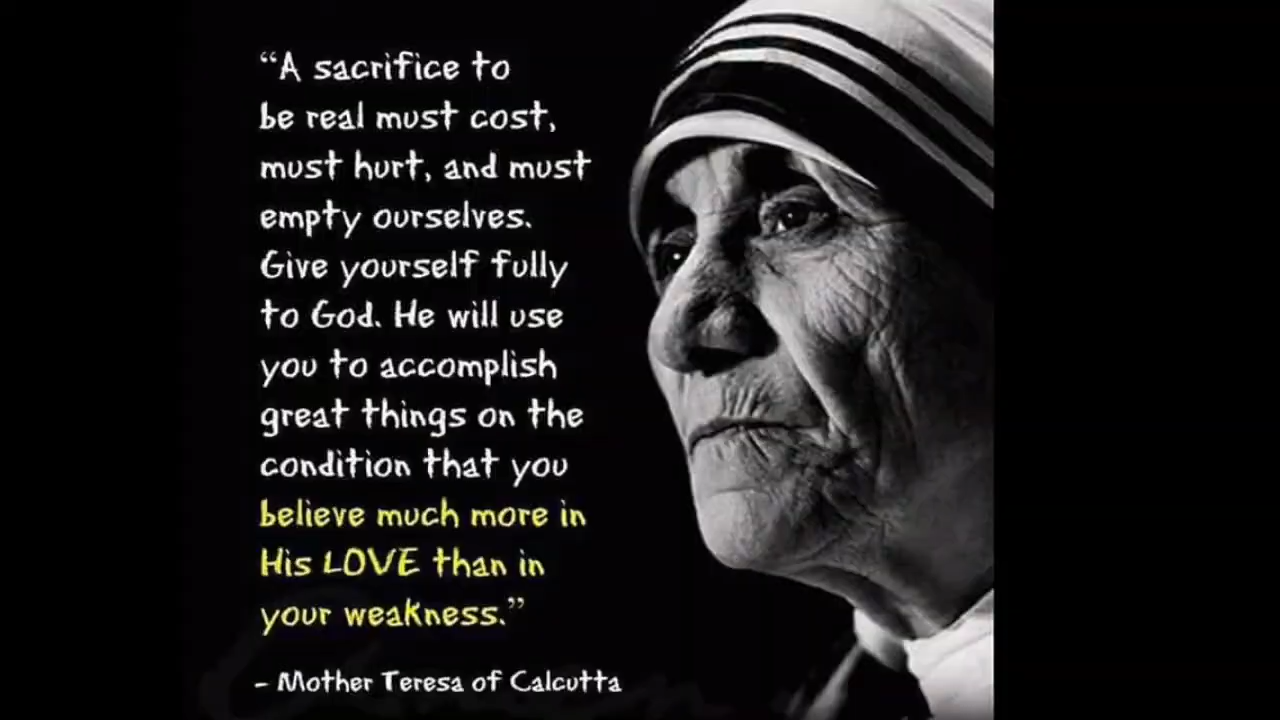 “A sacrifice to
be real must cost,
must hurt, and must
empty ourselves.
Give yourself fully
to God. He will use
you to accomplish
great things on the
condition that you
believe much more in
His LOVE than in
your weakness.”
- Mother Teresa of Calcutta